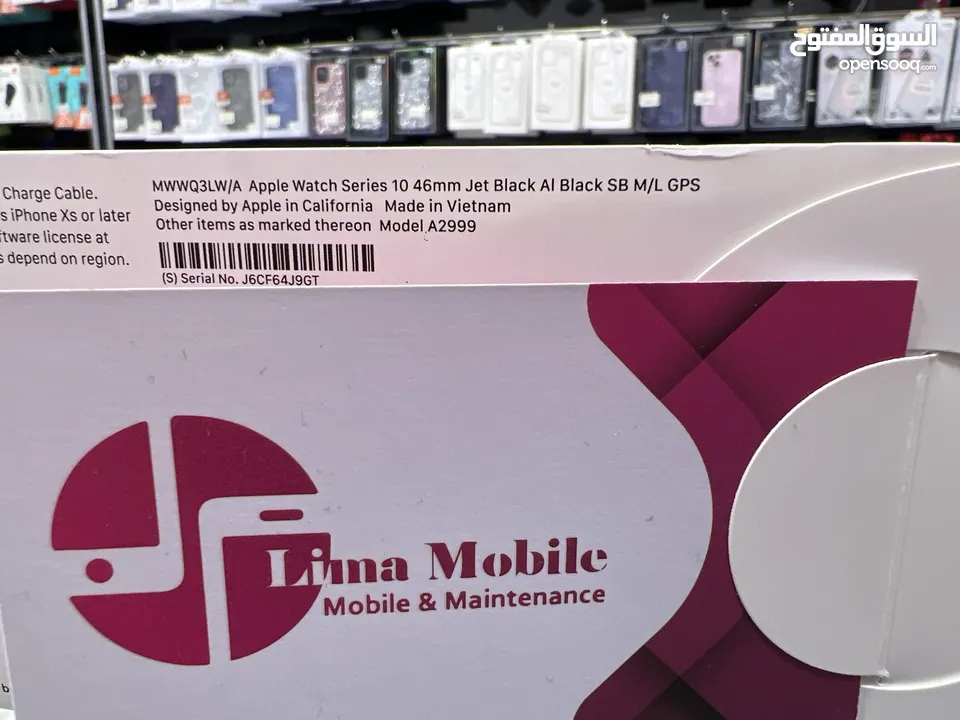 السوق المفتوح
opensooq.com
Charge Cable.
s iPhone Xs or later
ftware license at
s depend on region.
MWWQ3LW/A Apple Watch Series 10 46mm Jet Black Al Black SB M/L GPS
Designed by Apple in California Made in Vietnam
Other items as marked thereon Model A2999
(S) Serial No. J6CF64J9GT
Lima Mobile
Mobile & Maintenance
b